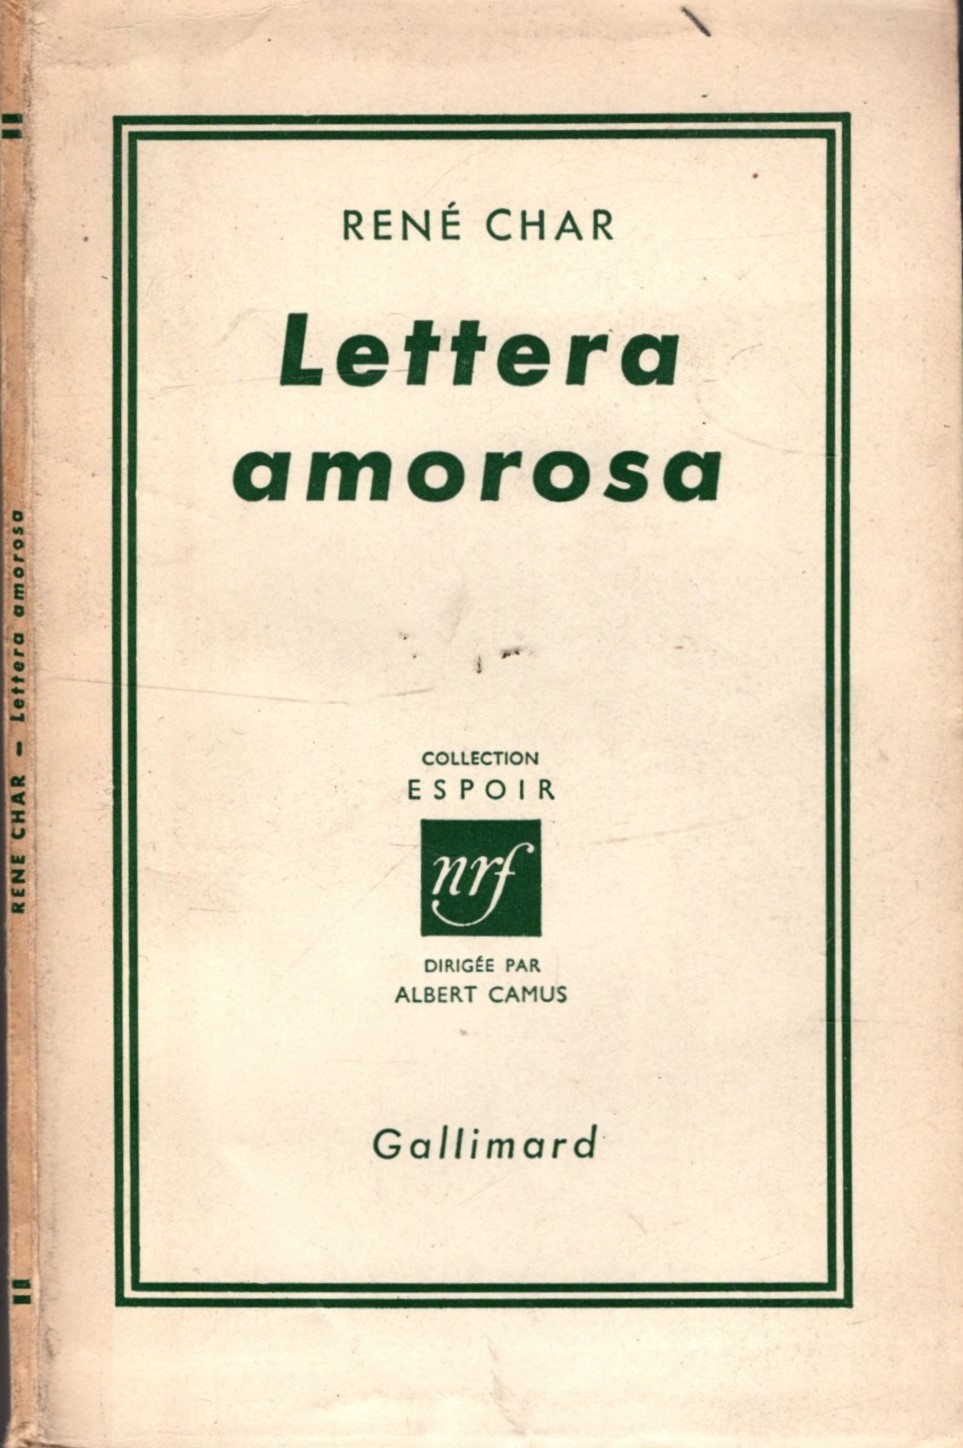 RENÉ CHAR
Lettera
amorosa
COLLECTION
ESPOIR
nrf
DIRIGÉE PAR
ALBERT CAMUS
Gallimard
RENE CHAR — Lettera amorosa